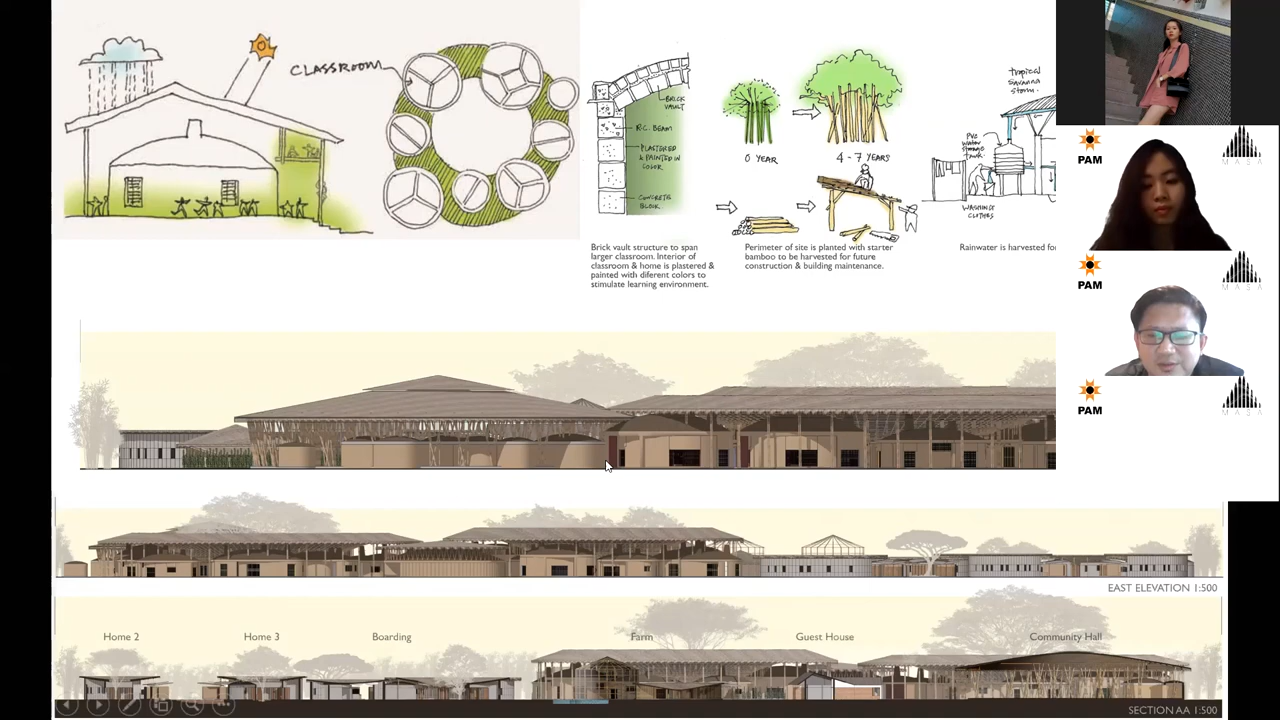 CLASSROOM
BRICK
VAULT
R.C. BEAM
PLASTERED
& PAINTED IN
COLOR
CONCRETE
BLOCK
0 YEAR
4 - 7 YEARS
tropical
savanna
storm.
PVC
water
storage
tank.
WASHING
CLOTHES
Brick vault structure to span
larger classroom. Interior of
classroom & home is plastered &
painted with diferent colors to
stimulate learning environment.
Perimeter of site is planted with starter
bamboo to be harvested for future
construction & building maintenance.
Rainwater is harvested for
PAM
MASA
PAM
MASA
PAM
MASA
EAST ELEVATION 1:500
Home 2
Home 3
Boarding
Farm
Guest House
Community Hall
SECTION AA 1:500